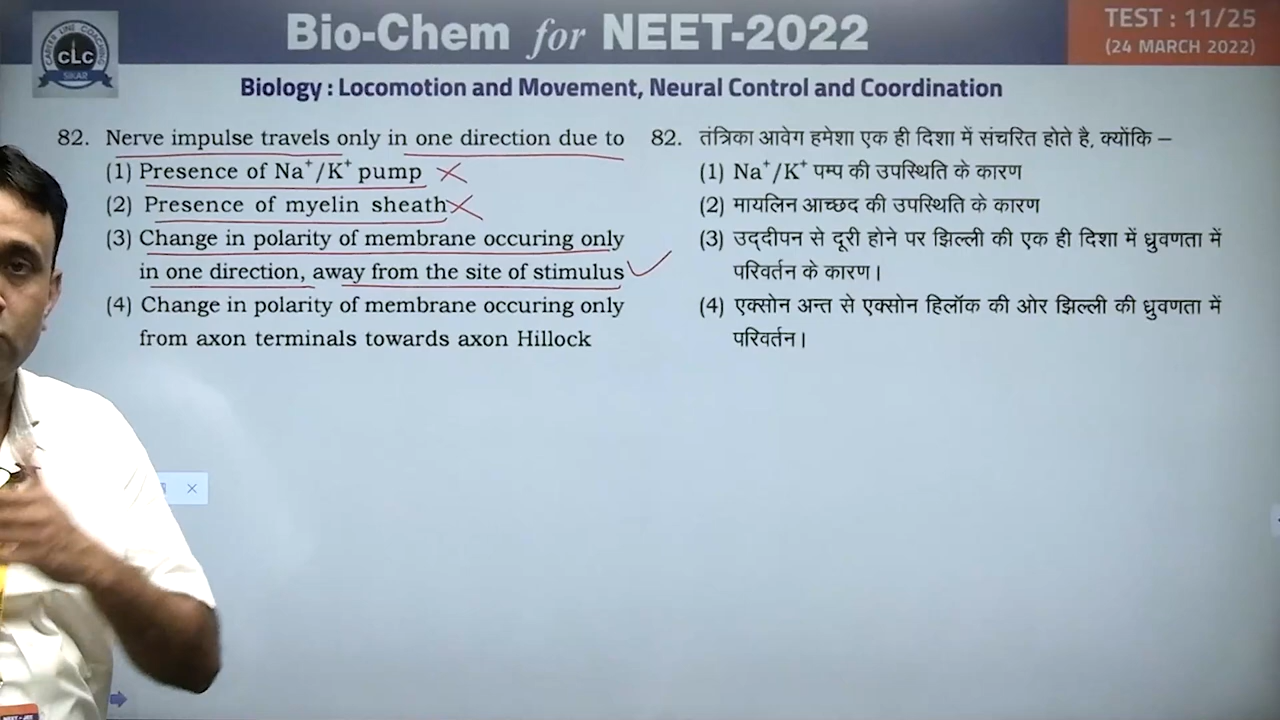 Bio-Chem for NEET-2022
TEST : 11/25
(24 MARCH 2022)
CAREER LINE COACHING
CLC
SIKAR
Biology : Locomotion and Movement, Neural Control and Coordination
82. Nerve impulse travels only in one direction due to
(1) Presence of Na⁺/K⁺ pump
(2) Presence of myelin sheath
(3) Change in polarity of membrane occuring only
in one direction, away from the site of stimulus
(4) Change in polarity of membrane occuring only
from axon terminals towards axon Hillock
82. तंत्रिका आवेग हमेशा एक ही दिशा में संचरित होते है, क्योंकि –
(1) Na⁺/K⁺ पम्प की उपस्थिति के कारण
(2) मायलिन आच्छद की उपस्थिति के कारण
(3) उद्दीपन से दूरी होने पर झिल्ली की एक ही दिशा में ध्रुवणता में
परिवर्तन के कारण।
(4) एक्सोन अन्त से एक्सोन हिलॉक की ओर झिल्ली की ध्रुवणता में
परिवर्तन।